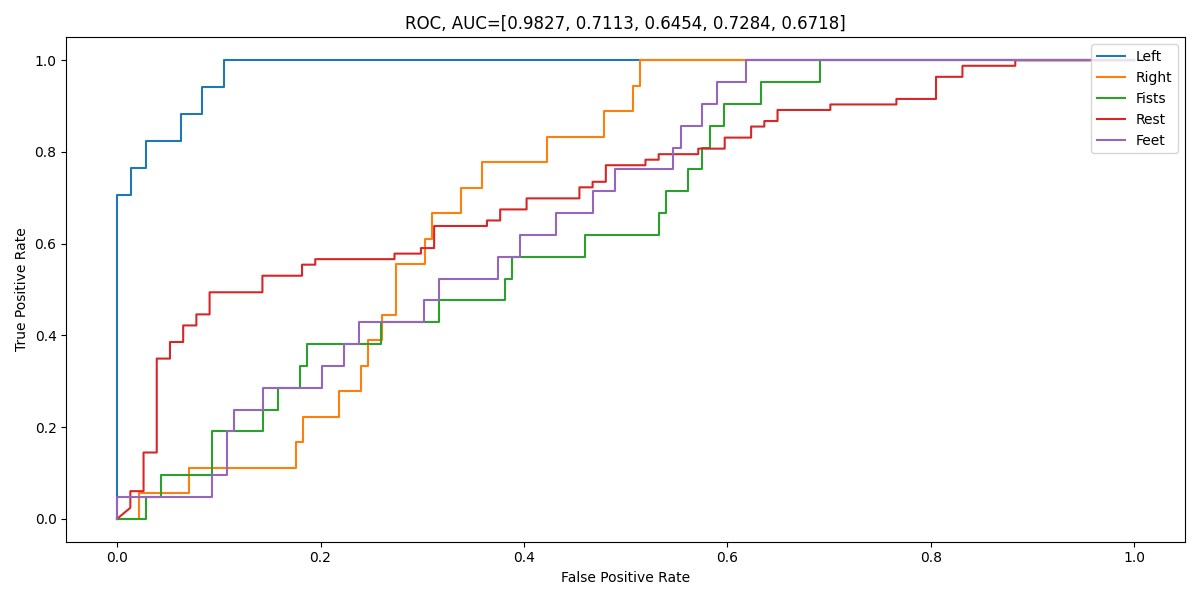 ROC, AUC=[0.9827, 0.7113, 0.6454, 0.7284, 0.6718]
Left
Right
Fists
Rest
Feet
True Positive Rate
1.0
0.8
0.6
0.4
0.2
0.0
0.0 0.2 0.4 0.6 0.8 1.0
False Positive Rate